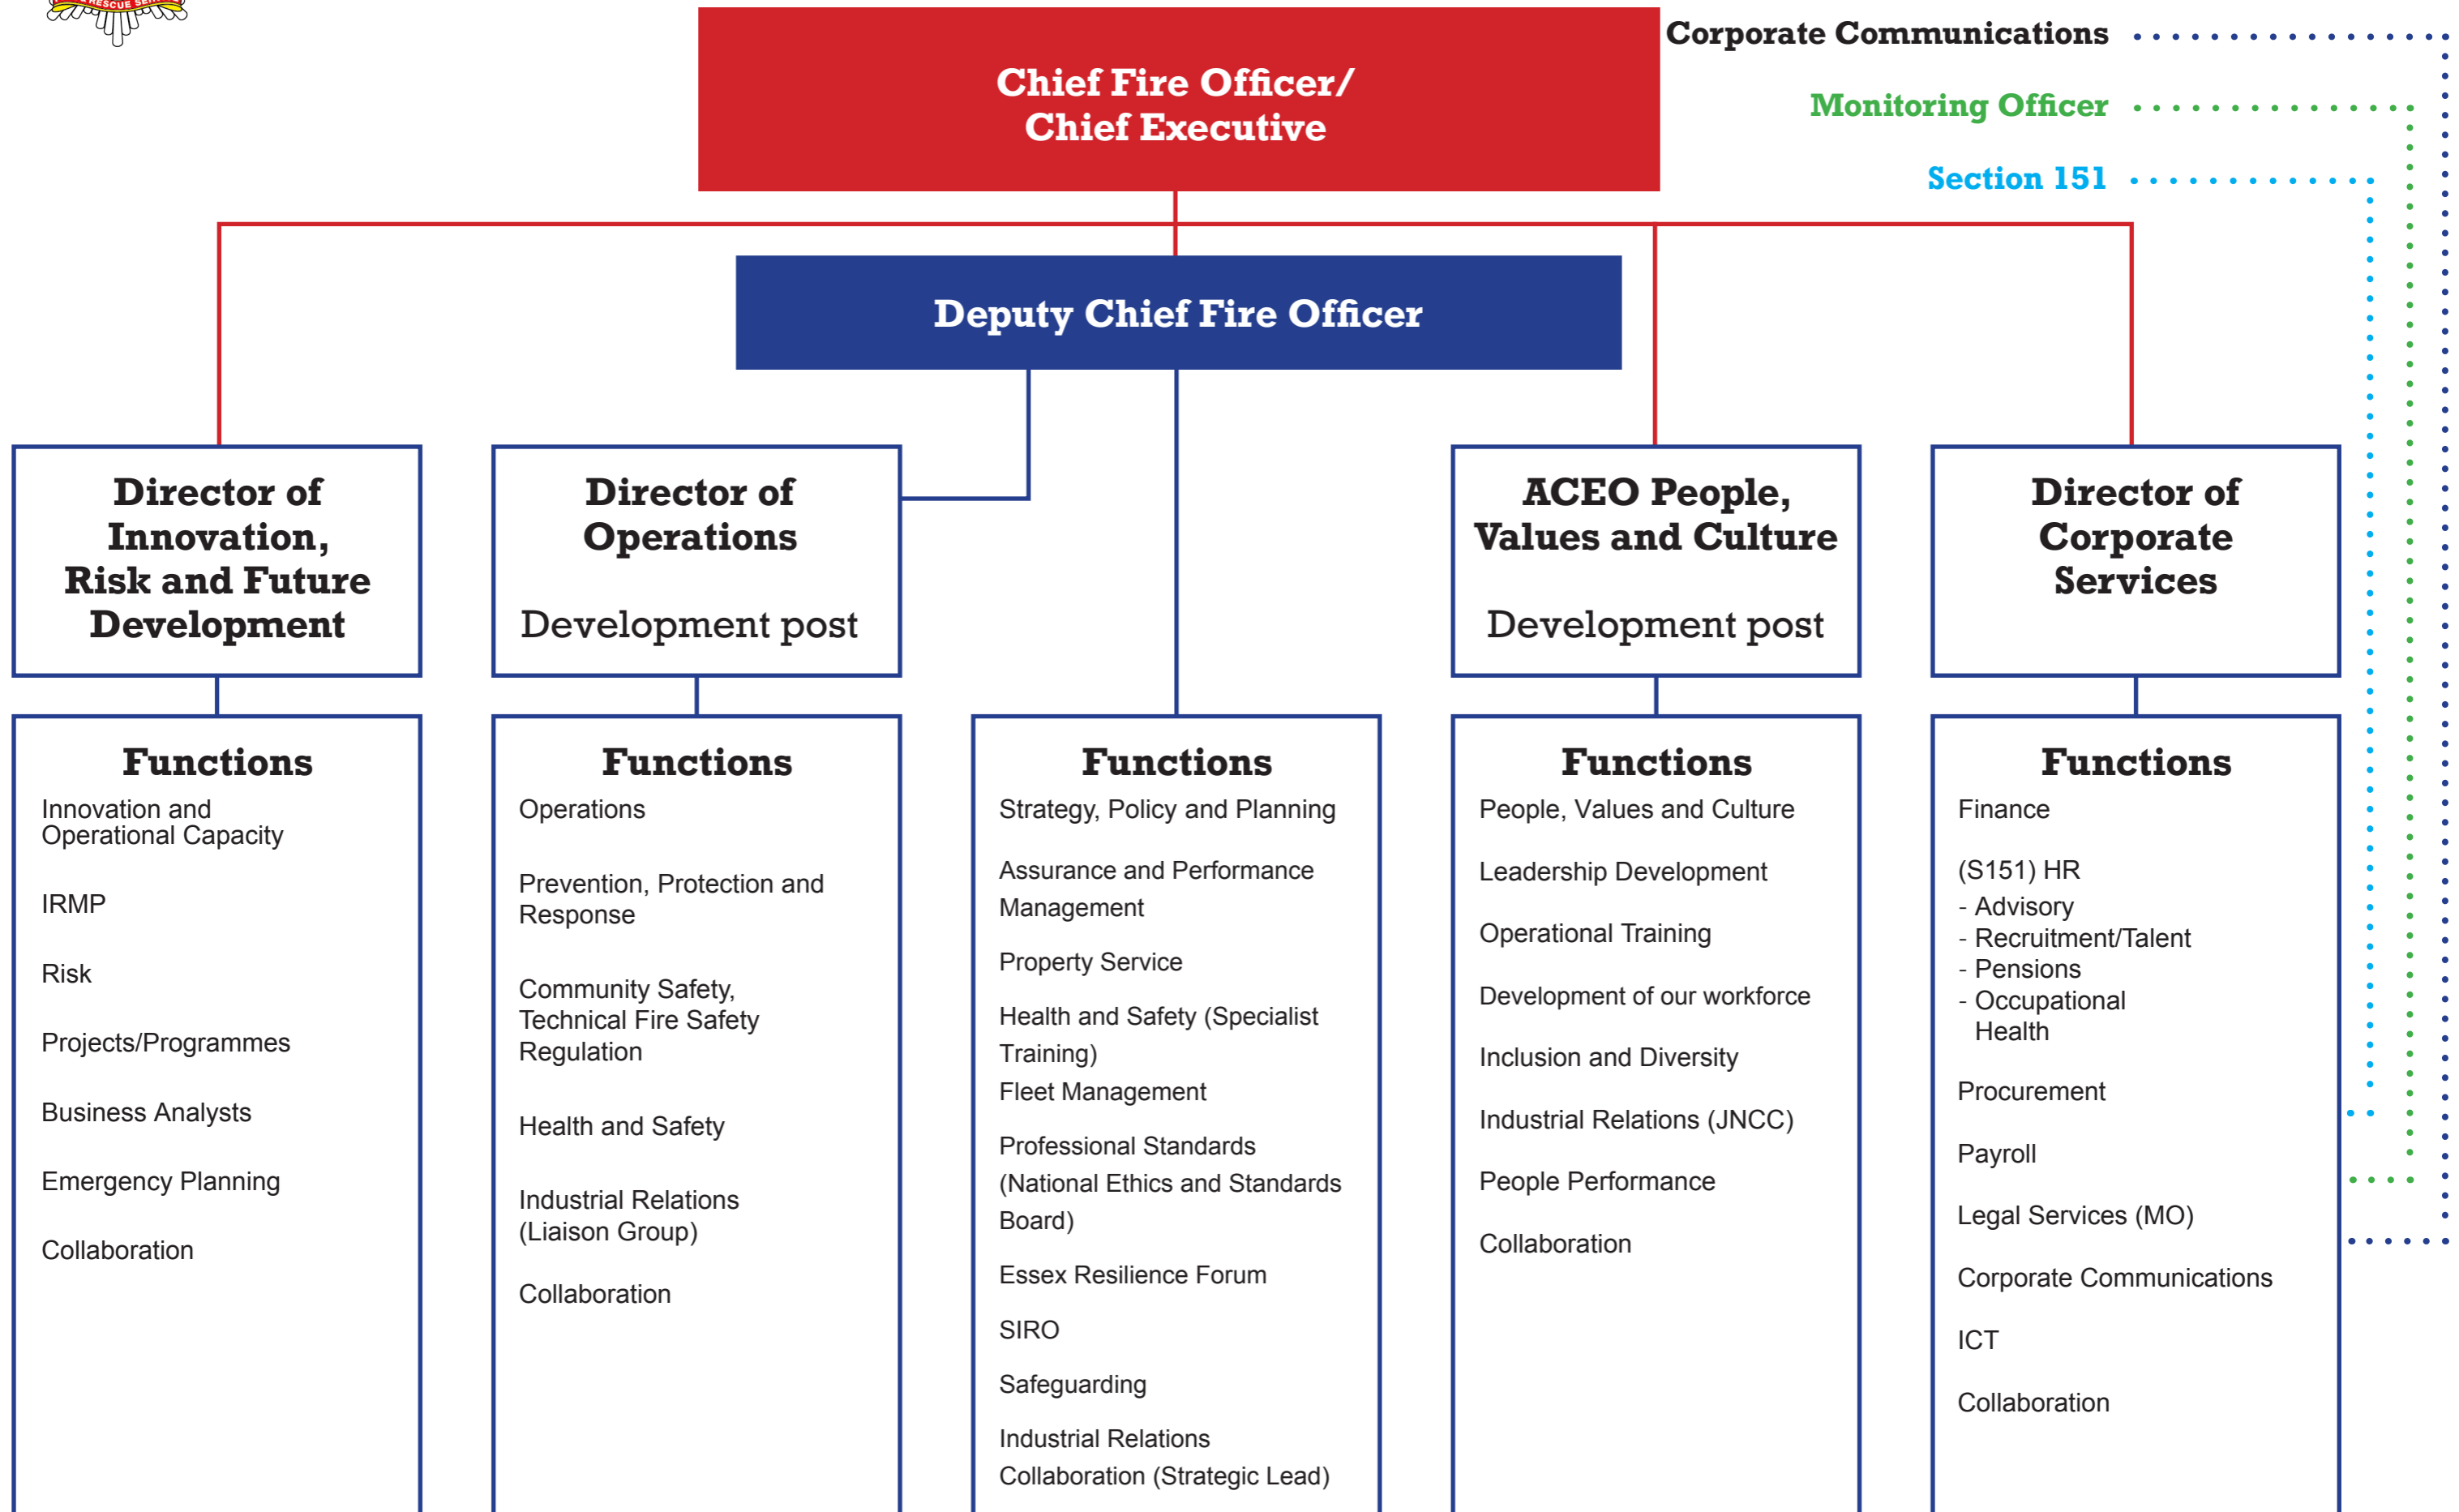 RESCUE SERVICE
Chief Fire Officer/
Chief Executive
Corporate Communications
Monitoring Officer
Section 151
Deputy Chief Fire Officer
Director of
Innovation,
Risk and Future
Development
Director of
Operations
Development post
ACEO People,
Values and Culture
Development post
Director of
Corporate
Services
Functions
Innovation and
Operational Capacity
IRMP
Risk
Projects/Programmes
Business Analysts
Emergency Planning
Collaboration
Functions
Operations
Prevention, Protection and
Response
Community Safety,
Technical Fire Safety
Regulation
Health and Safety
Industrial Relations
(Liaison Group)
Collaboration
Functions
Strategy, Policy and Planning
Assurance and Performance
Management
Property Service
Health and Safety (Specialist
Training)
Fleet Management
Professional Standards
(National Ethics and Standards
Board)
Essex Resilience Forum
SIRO
Safeguarding
Industrial Relations
Collaboration (Strategic Lead)
Functions
People, Values and Culture
Leadership Development
Operational Training
Development of our workforce
Inclusion and Diversity
Industrial Relations (JNCC)
People Performance
Collaboration
Functions
Finance
(S151) HR
- Advisory
- Recruitment/Talent
- Pensions
- Occupational
Health
Procurement
Payroll
Legal Services (MO)
Corporate Communications
ICT
Collaboration